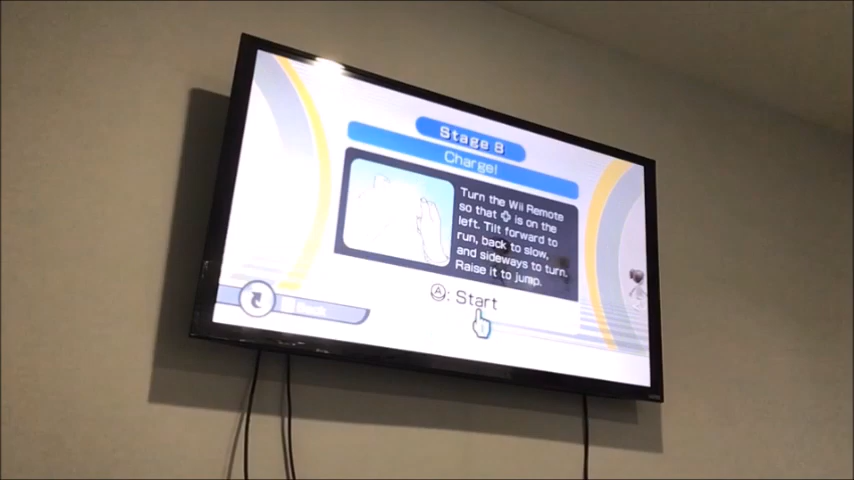 Stage 8
Charge!
Turn the Wii Remote
so that ✚ is on the
left. Tilt forward to
run, back to slow,
and sideways to turn.
Raise it to jump.
Ⓐ: Start